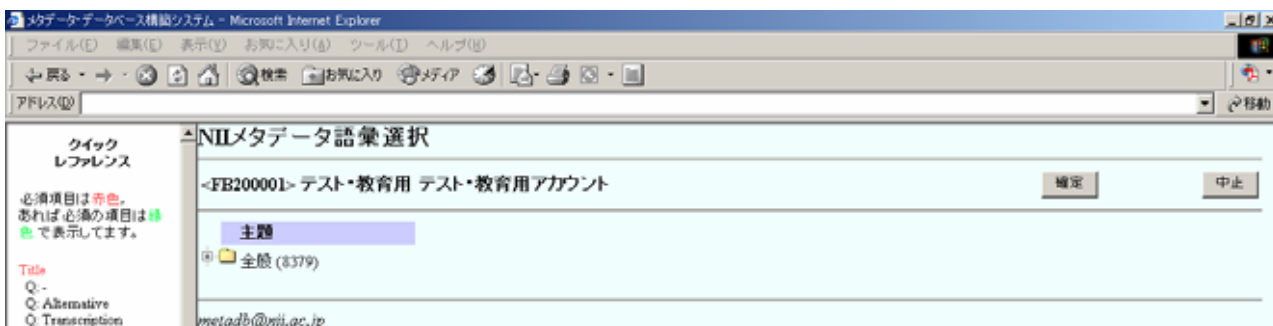 メタデータ・データベース構築システム - Microsoft Internet Explorer
ファイル(F) 編集(E) 表示(V) お気に入り(A) ツール(T) ヘルプ(H)
戻る 検索 お気に入り メディア
アドレス(D) 移動
クイック
レファレンス
必須項目は赤色。
あれば必須の項目は緑
色で表示してます。
Title
Q: -
Q: Alternative
Q: Transcription
NIIメタデータ語彙選択
<FB200001> テスト・教育用 テスト・教育用アカウント 確定 中止
主題
全般 (8379)
metadb@nii.ac.jp